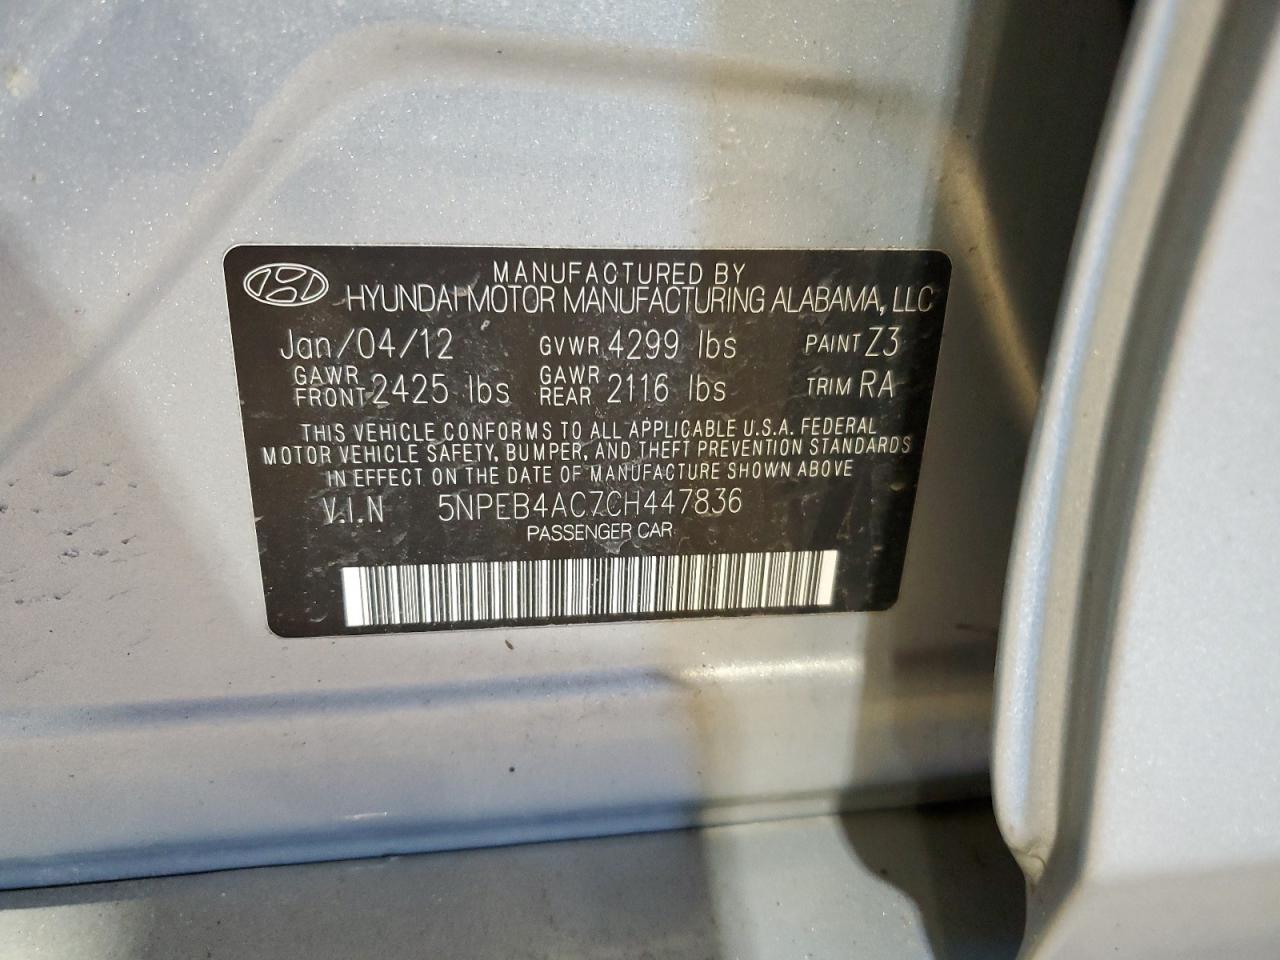 MANUFACTURED BY
HYUNDAI MOTOR MANUFACTURING ALABAMA, LLC
Jan/04/12 GVWR 4299 lbs PAINT Z3
GAWR FRONT 2425 lbs GAWR REAR 2116 lbs TRIM RA
THIS VEHICLE CONFORMS TO ALL APPLICABLE U.S.A. FEDERAL
MOTOR VEHICLE SAFETY, BUMPER, AND THEFT PREVENTION STANDARDS
IN EFFECT ON THE DATE OF MANUFACTURE SHOWN ABOVE
V.I.N 5NPEB4AC7CH447836
PASSENGER CAR